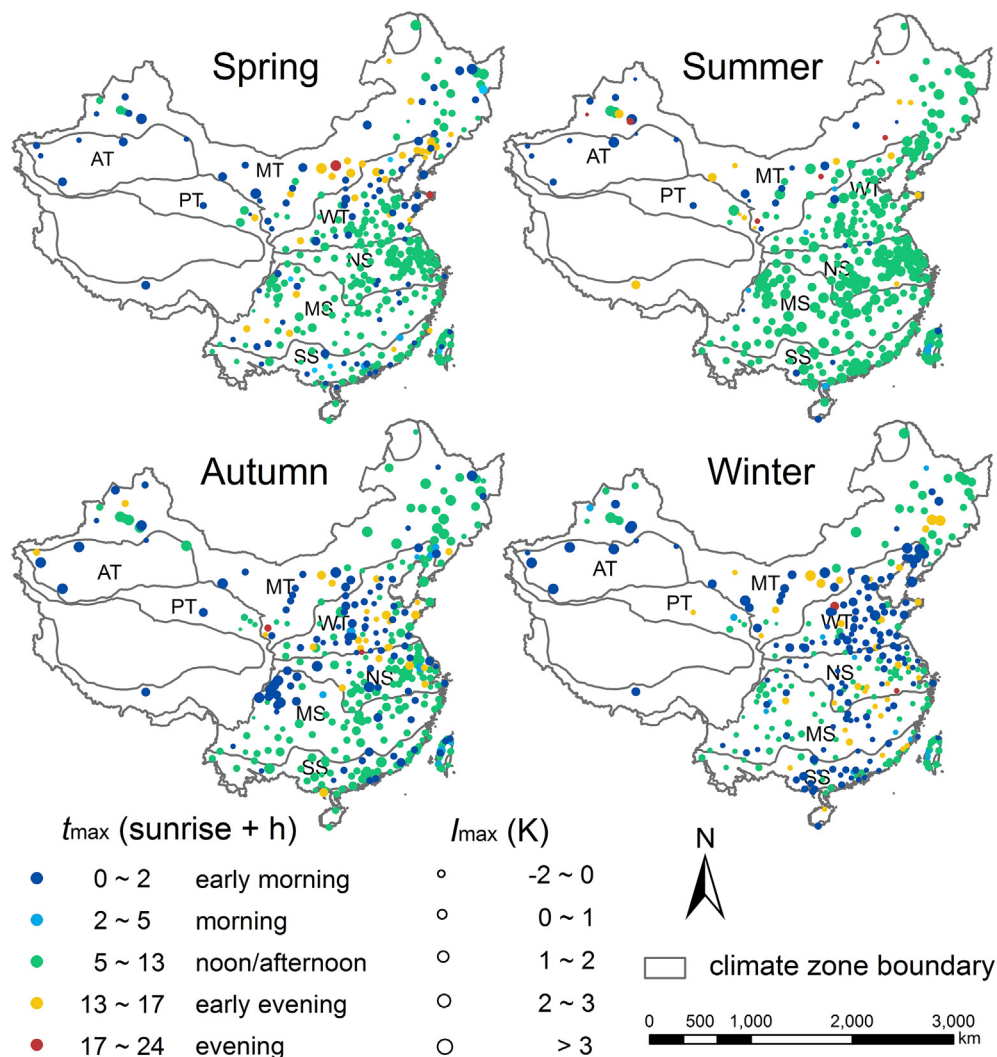 Spring
Summer
AT
PT
MT
WT
NS
MS
SS
AT
PT
MT
WT
NS
MS
SS
Autumn
Winter
AT
PT
MT
WT
NS
MS
SS
AT
PT
MT
WT
NS
MS
SS
tmax (sunrise + h)
0 ~ 2 early morning
2 ~ 5 morning
5 ~ 13 noon/afternoon
13 ~ 17 early evening
17 ~ 24 evening
Imax (K)
-2 ~ 0
0 ~ 1
1 ~ 2
2 ~ 3
> 3
N
climate zone boundary
0 500 1,000 2,000 3,000
km